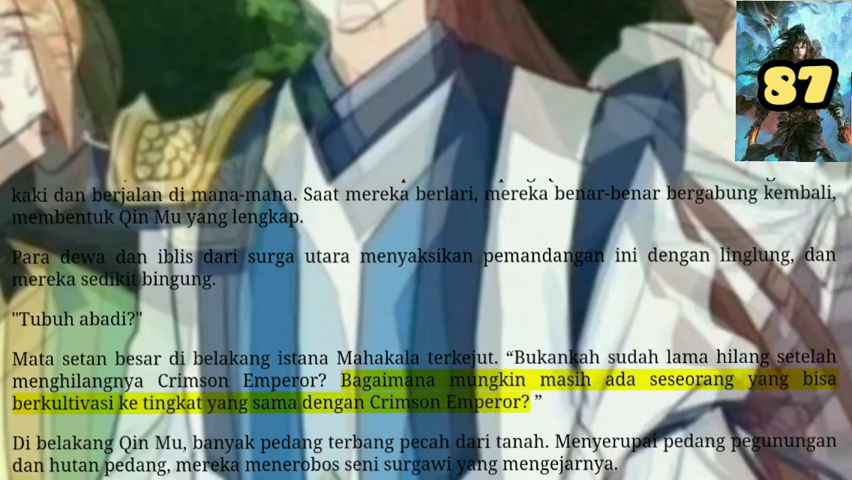 87
kaki dan berjalan di mana-mana. Saat mereka berlari, mereka benar-benar bergabung kembali,
membentuk Qin Mu yang lengkap.
Para dewa dan iblis dari surga utara menyaksikan pemandangan ini dengan linglung, dan
mereka sedikit bingung.
"Tubuh abadi?"
Mata setan besar di belakang istana Mahakala terkejut. “Bukankah sudah lama hilang setelah
menghilangnya Crimson Emperor? Bagaimana mungkin masih ada seseorang yang bisa
berkultivasi ke tingkat yang sama dengan Crimson Emperor? ”
Di belakang Qin Mu, banyak pedang terbang pecah dari tanah. Menyerupai pedang pegunungan
dan hutan pedang, mereka menerobos seni surgawi yang mengejarnya.